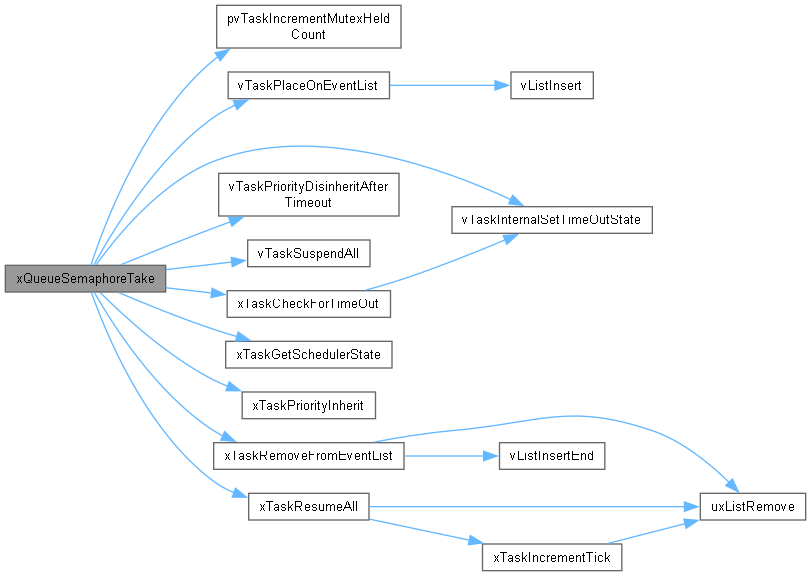 pvTaskIncrementMutexHeld
Count
vTaskPlaceOnEventList
vListInsert
vTaskPriorityDisinheritAfter
Timeout
vTaskInternalSetTimeOutState
vTaskSuspendAll
xQueueSemaphoreTake
xTaskCheckForTimeOut
xTaskGetSchedulerState
xTaskPriorityInherit
xTaskRemoveFromEventList
vListInsertEnd
xTaskResumeAll
uxListRemove
xTaskIncrementTick